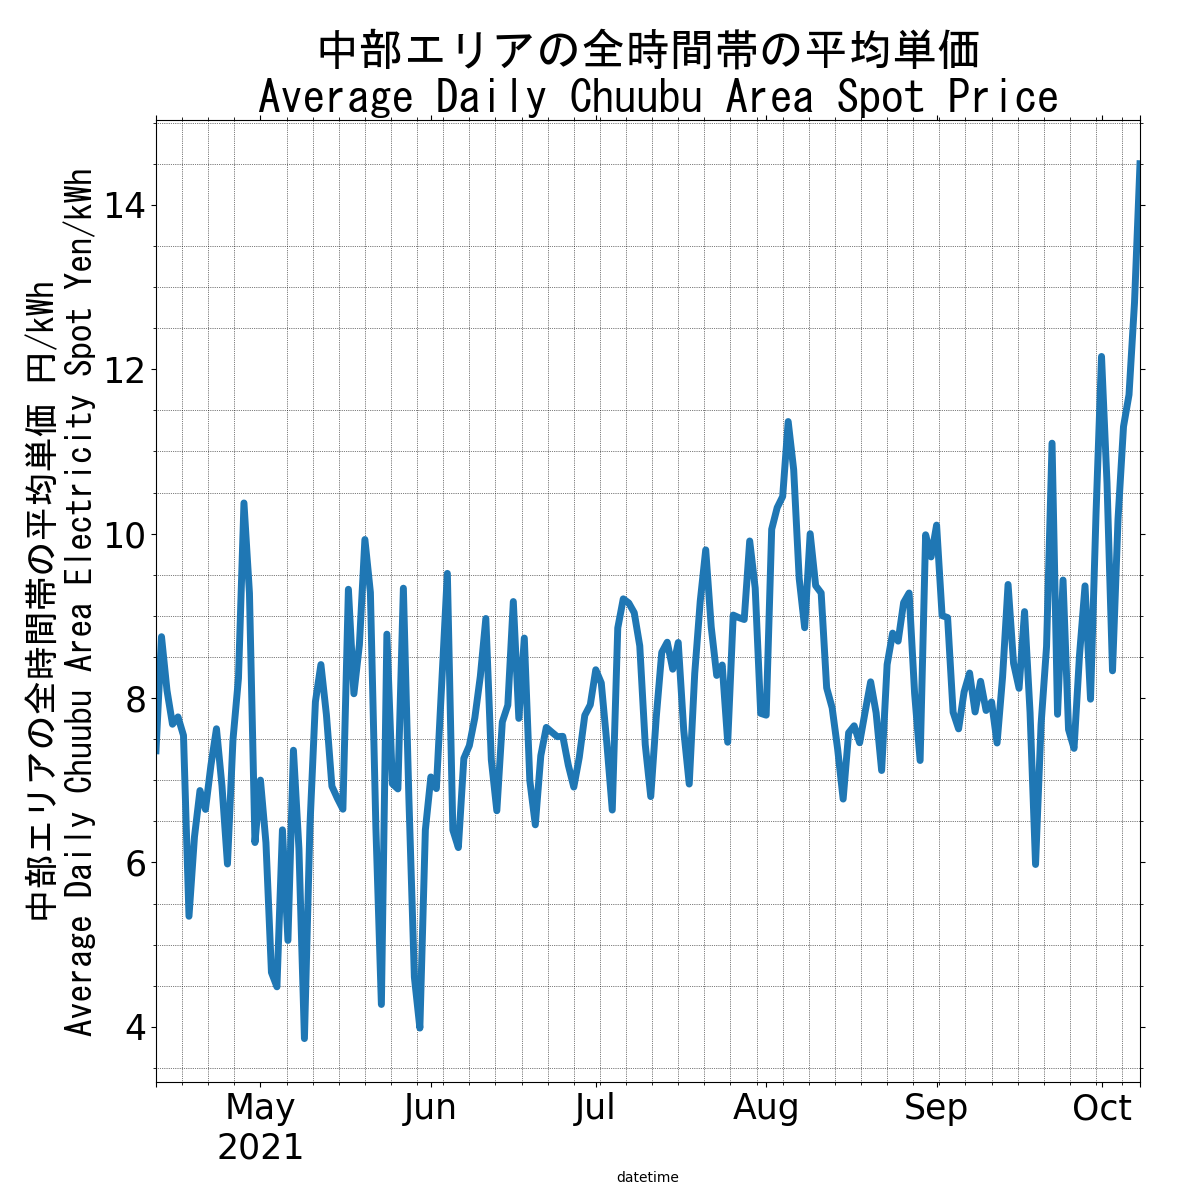 中部エリアの全時間帯の平均単価
Average Daily Chuubu Area Spot Price
中部エリアの全時間帯の平均単価 円/kWh
Average Daily Chuubu Area Electricity Spot Yen/kWh
14
12
10
8
6
4
May
2021
Jun
Jul
Aug
Sep
Oct
datetime